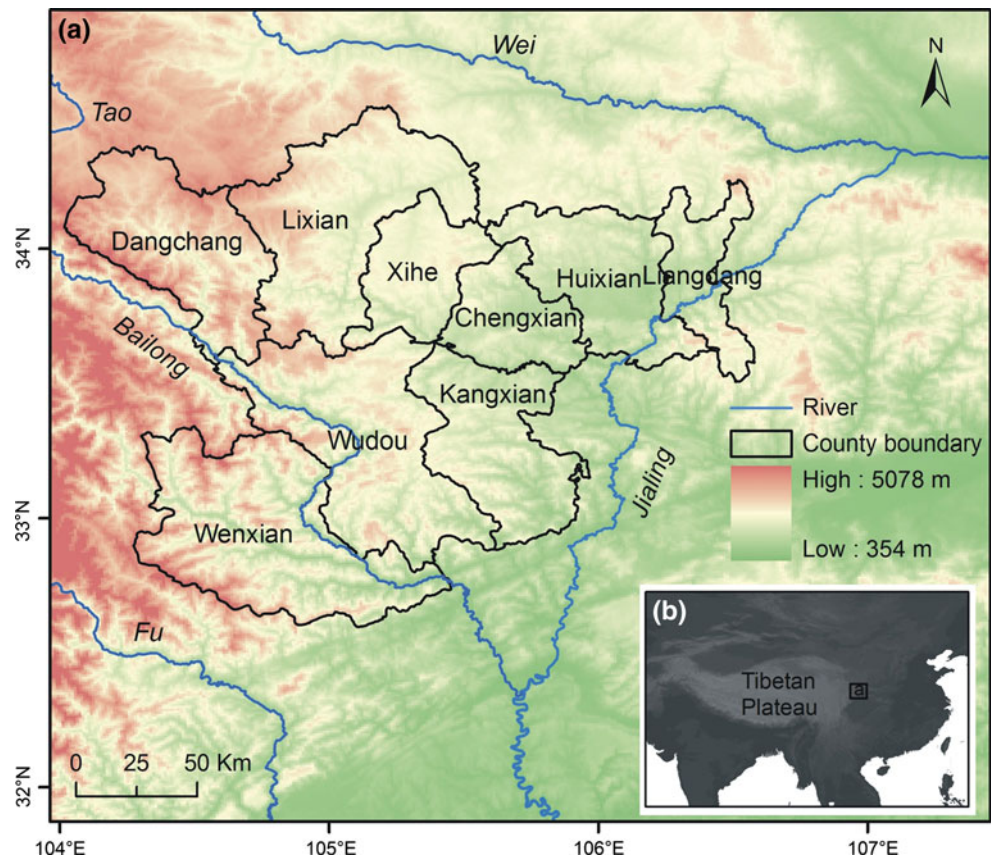 (a)
Wei
N
Tao
Lixian
Dangchang
34°N
Xihe
Huixian
Liangdang
Chengxian
Bailong
Kangxian
River
Wudou
County boundary
High : 5078 m
Jialing
33°N
Wenxian
Low : 354 m
(b)
Fu
Tibetan
Plateau
a
0 25 50 Km
32°N
104°E 105°E 106°E 107°E